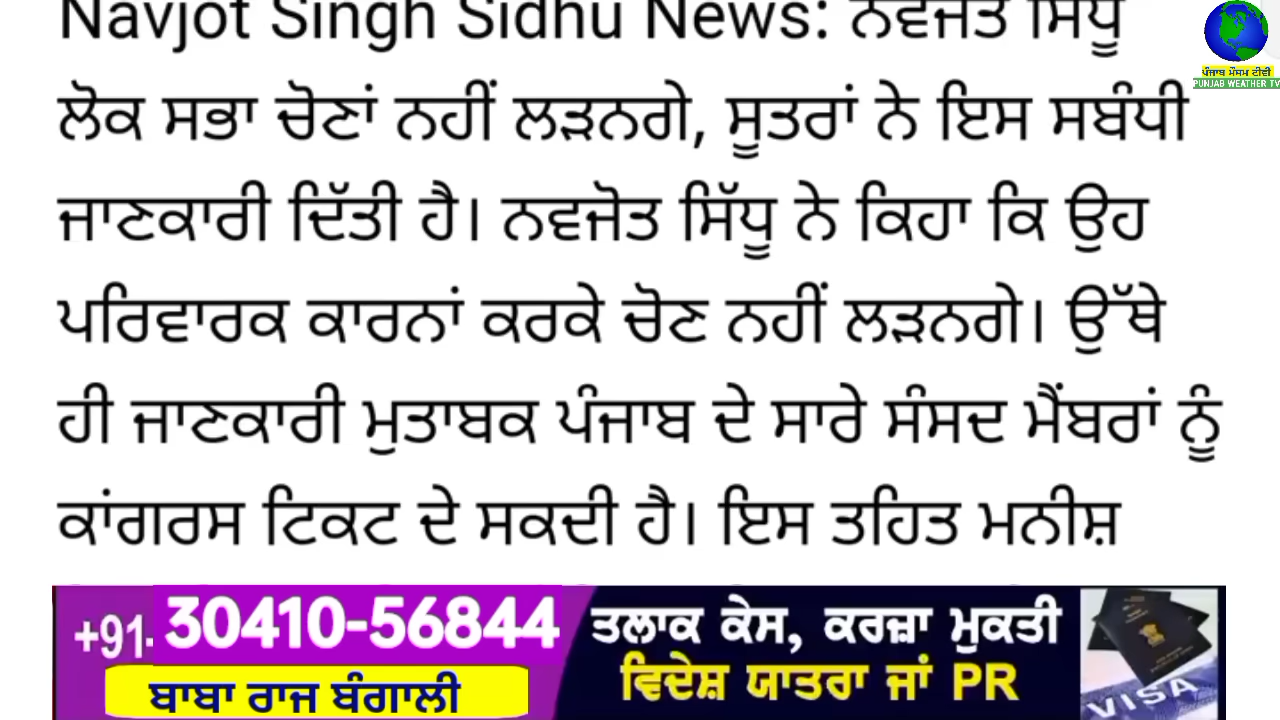 Navjot Singh Sidhu News: ਨਵਜੋਤ ਸਿੱਧੂ
ਲੋਕ ਸਭਾ ਚੋਣਾਂ ਨਹੀਂ ਲੜਨਗੇ, ਸੂਤਰਾਂ ਨੇ ਇਸ ਸਬੰਧੀ
ਜਾਣਕਾਰੀ ਦਿੱਤੀ ਹੈ। ਨਵਜੋਤ ਸਿੱਧੂ ਨੇ ਕਿਹਾ ਕਿ ਉਹ
ਪਰਿਵਾਰਕ ਕਾਰਨਾਂ ਕਰਕੇ ਚੋਣ ਨਹੀਂ ਲੜਨਗੇ। ਉੱਥੇ
ਹੀ ਜਾਣਕਾਰੀ ਮੁਤਾਬਕ ਪੰਜਾਬ ਦੇ ਸਾਰੇ ਸੰਸਦ ਮੈਂਬਰਾਂ ਨੂੰ
ਕਾਂਗਰਸ ਟਿਕਟ ਦੇ ਸਕਦੀ ਹੈ। ਇਸ ਤਹਿਤ ਮਨੀਸ਼
ਪੰਜਾਬ ਮੌਸਮ ਟੀਵੀ
PUNJAB WEATHER TV
+91- 30410-56844
ਬਾਬਾ ਰਾਜ ਬੰਗਾਲੀ
ਤਲਾਕ ਕੇਸ, ਕਰਜ਼ਾ ਮੁਕਤੀ
ਵਿਦੇਸ਼ ਯਾਤਰਾ ਜਾਂ PR
VISA